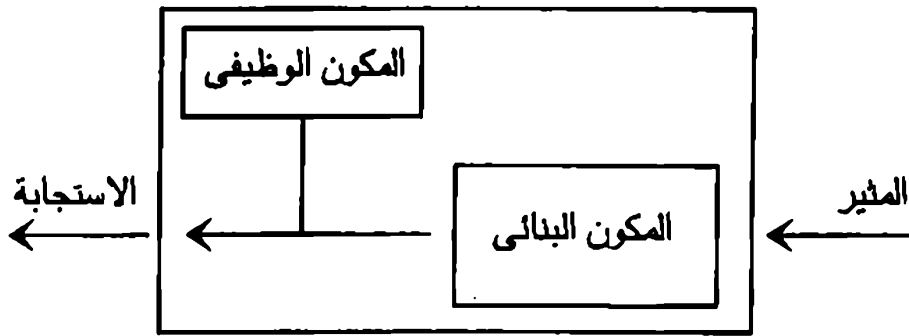 المكون الوظيفى
المثير
الاستجابة
المكون البنائى